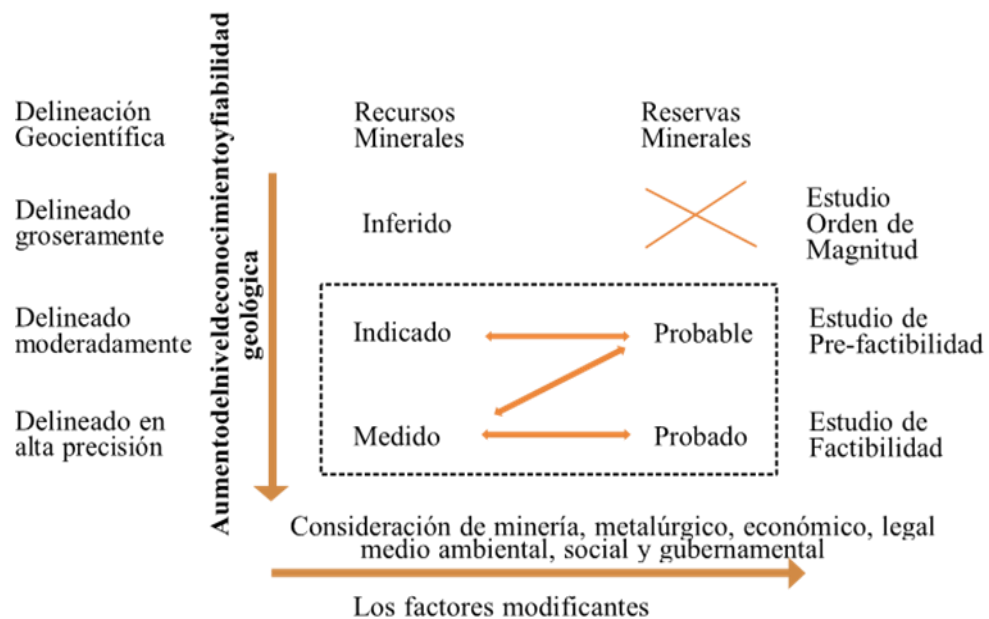 Delineación
Geocientífica
Recursos
Minerales
Reservas
Minerales
Aumentodelniveldeconocimientoyfiabilidad
geológica
Delineado
groseramente
Inferido
Estudio
Orden de
Magnitud
Delineado
moderadamente
Indicado
Probable
Estudio de
Pre-factibilidad
Delineado en
alta precisión
Medido
Probado
Estudio de
Factibilidad
Consideración de minería, metalúrgico, económico, legal
medio ambiental, social y gubernamental
Los factores modificantes